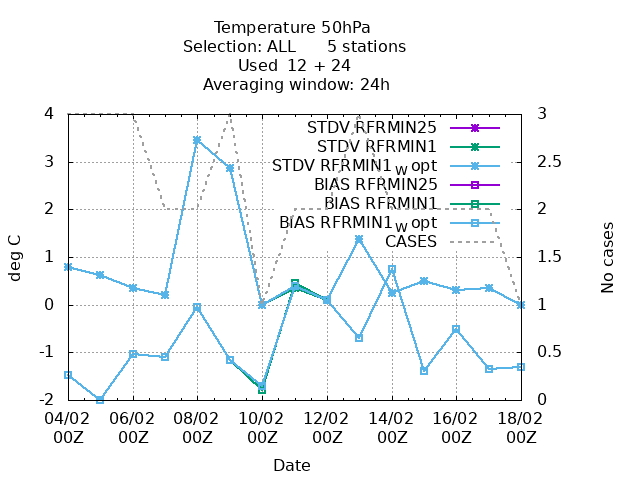 Temperature 50hPa
Selection: ALL 5 stations
Used 12 + 24
Averaging window: 24h
STDV RFRMIN25
STDV RFRMIN1
STDV RFRMIN1_w opt
BIAS RFRMIN25
BIAS RFRMIN1
BIAS RFRMIN1_w opt
CASES
deg C
4
3
2
1
0
-1
-2
No cases
3
2.5
2
1.5
1
0.5
0
04/02 06/02 08/02 10/02 12/02 14/02 16/02 18/02
00Z 00Z 00Z 00Z 00Z 00Z 00Z 00Z
Date